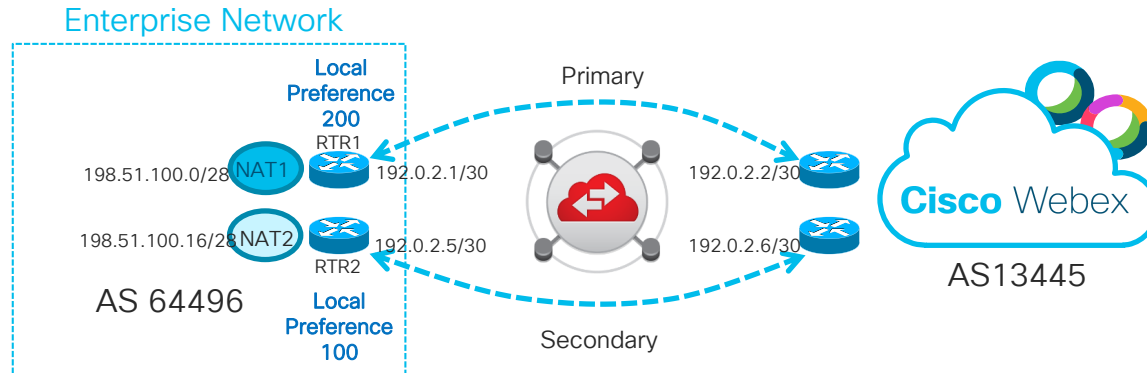 Enterprise Network
Local
Preference
200
RTR1
Primary
198.51.100.0/28
NAT1
192.0.2.1/30
192.0.2.2/30
Cisco Webex
198.51.100.16/28
NAT2
192.0.2.5/30
192.0.2.6/30
RTR2
AS13445
AS 64496
Local
Preference
100
Secondary